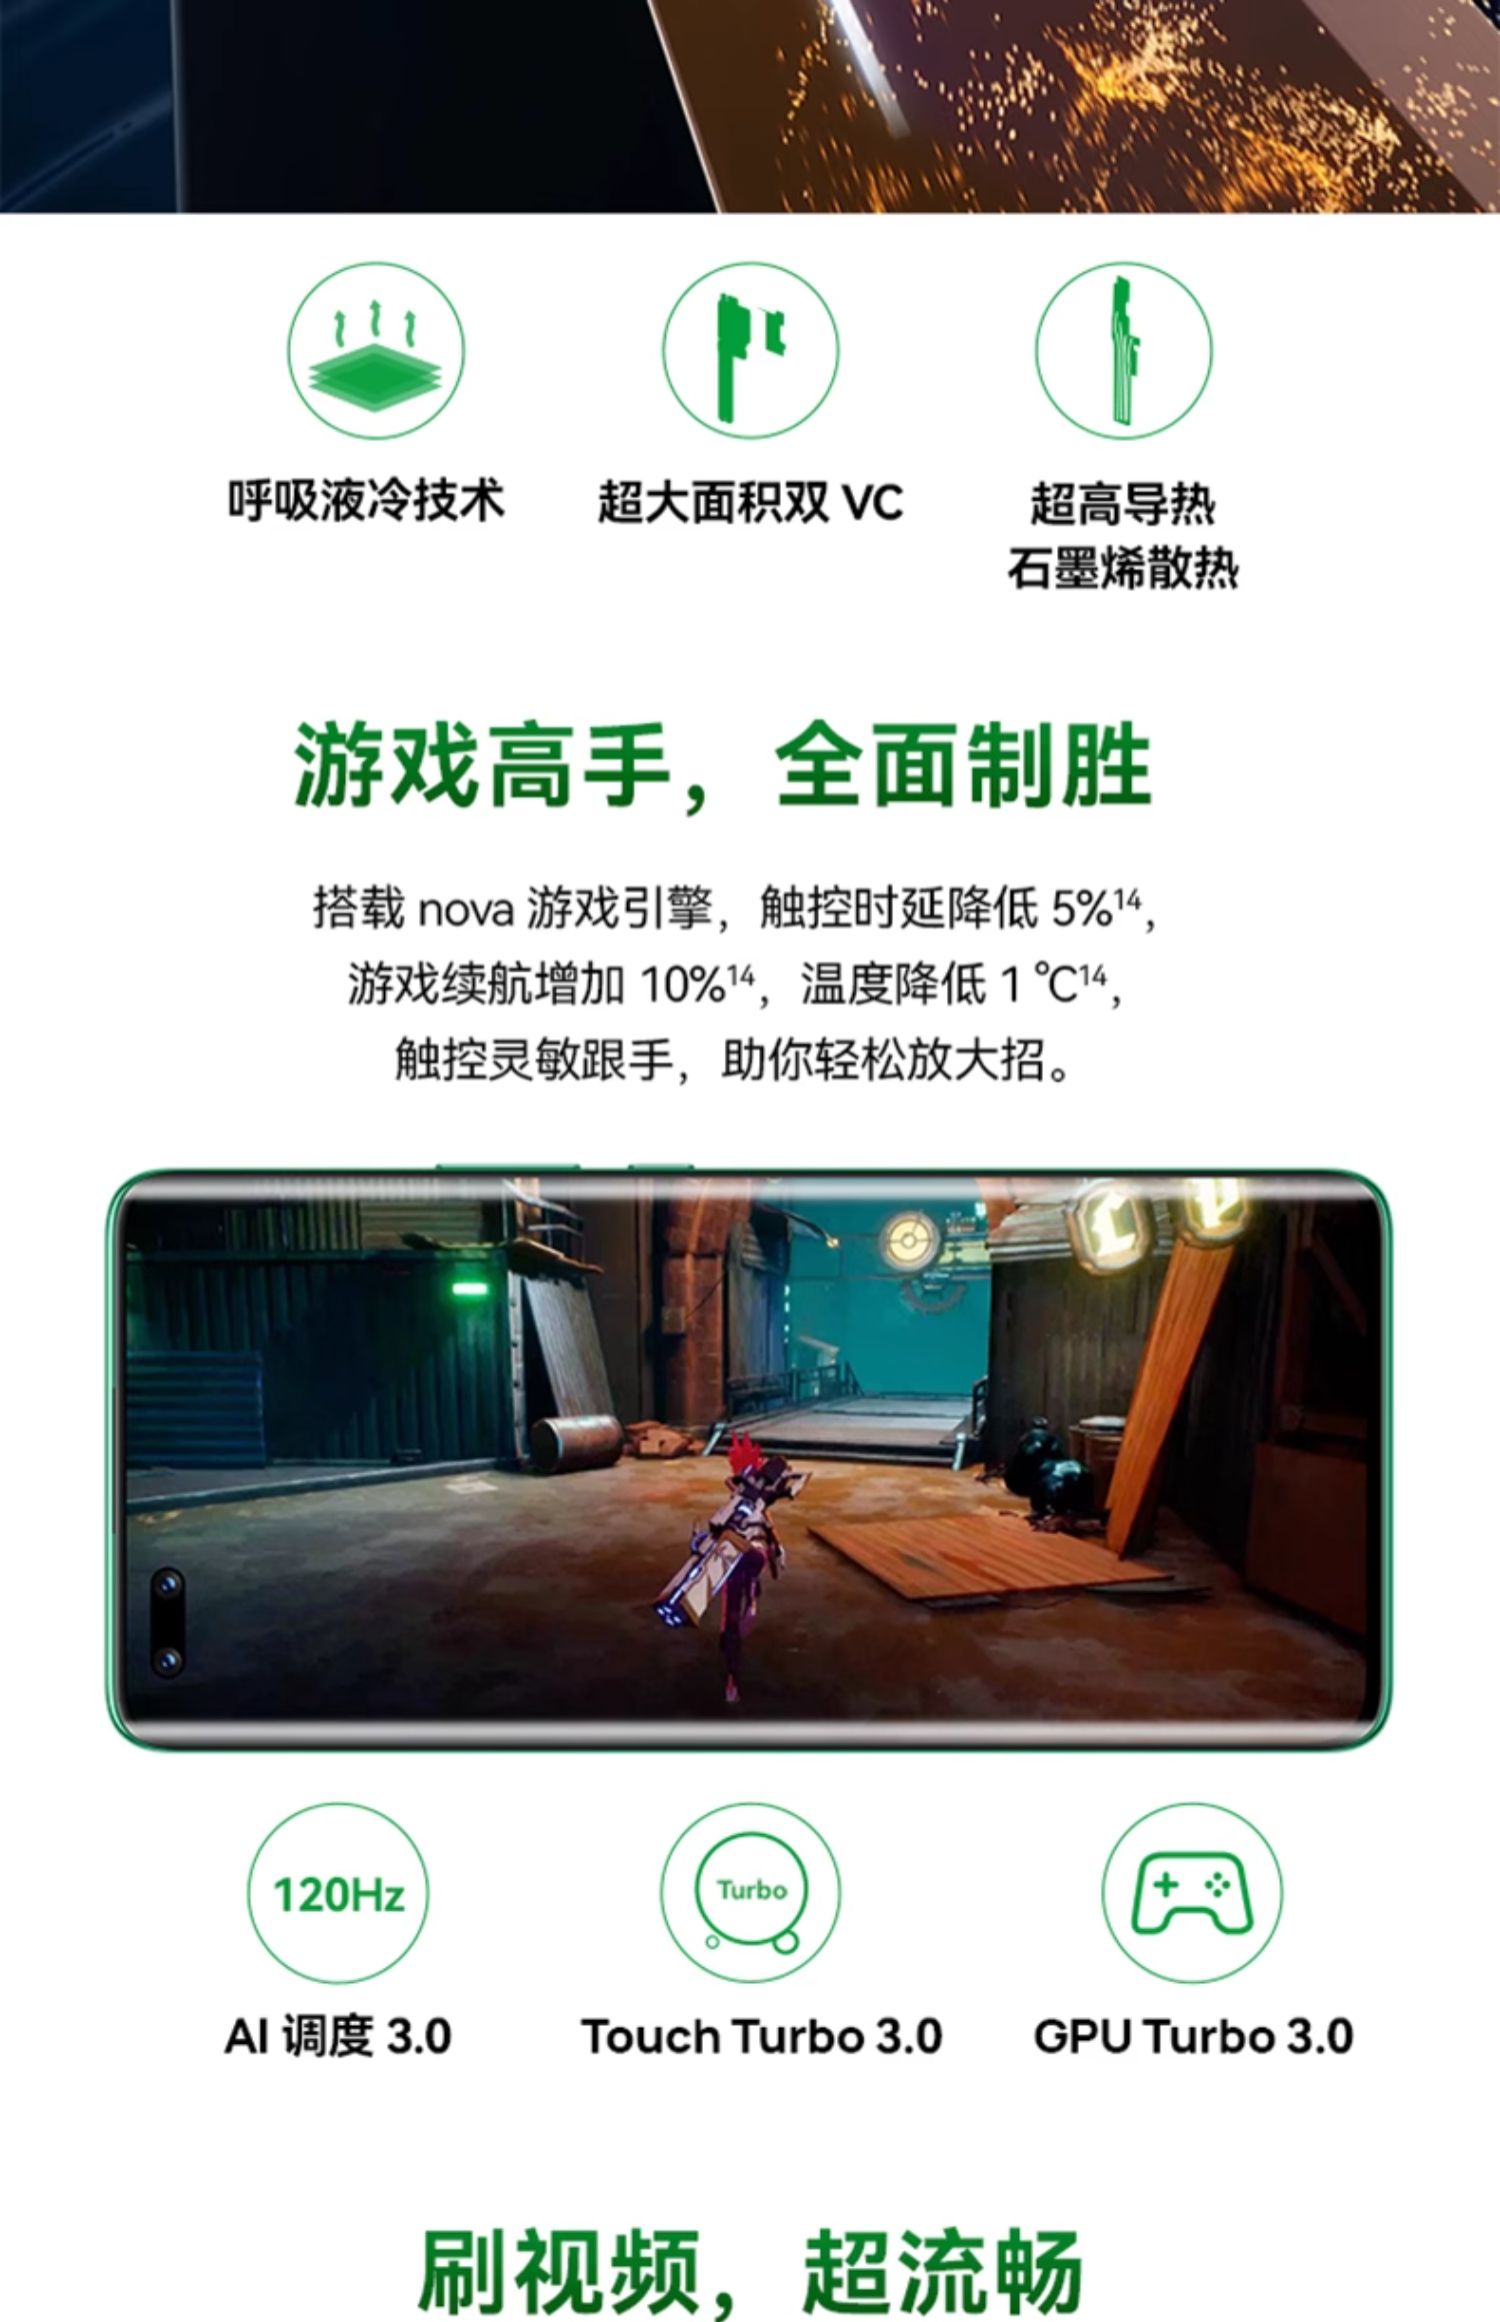 呼吸液冷技术
超大面积双 VC
超高导热
石墨烯散热
游戏高手，全面制胜
搭载 nova 游戏引擎，触控时延降低 5%¹⁴，
游戏续航增加 10%¹⁴，温度降低 1 ℃¹⁴，
触控灵敏跟手，助你轻松放大招。
120Hz
Turbo
AI 调度 3.0
Touch Turbo 3.0
GPU Turbo 3.0
刷视频，超流畅